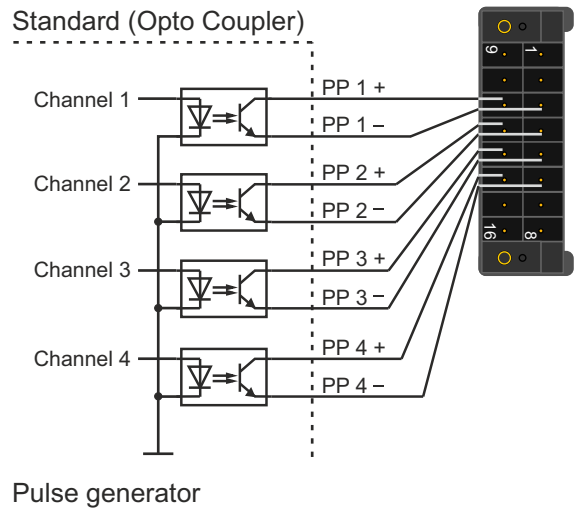 Standard (Opto Coupler)
9 1
Channel 1
PP 1 +
PP 1 –
Channel 2
PP 2 +
PP 2 –
Channel 3
PP 3 +
PP 3 –
16 8
Channel 4
PP 4 +
PP 4 –
Pulse generator